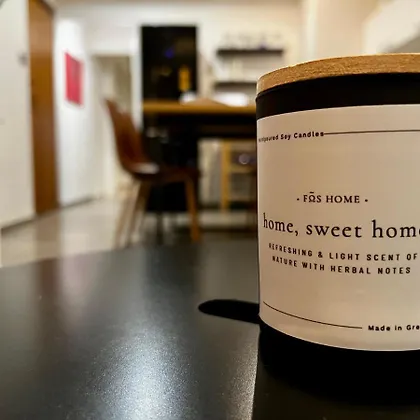 Soy Candles
· FΩS HOME ·
home, sweet home
REFRESHING & LIGHT SCENT OF
NATURE WITH HERBAL NOTES
Made in Gre